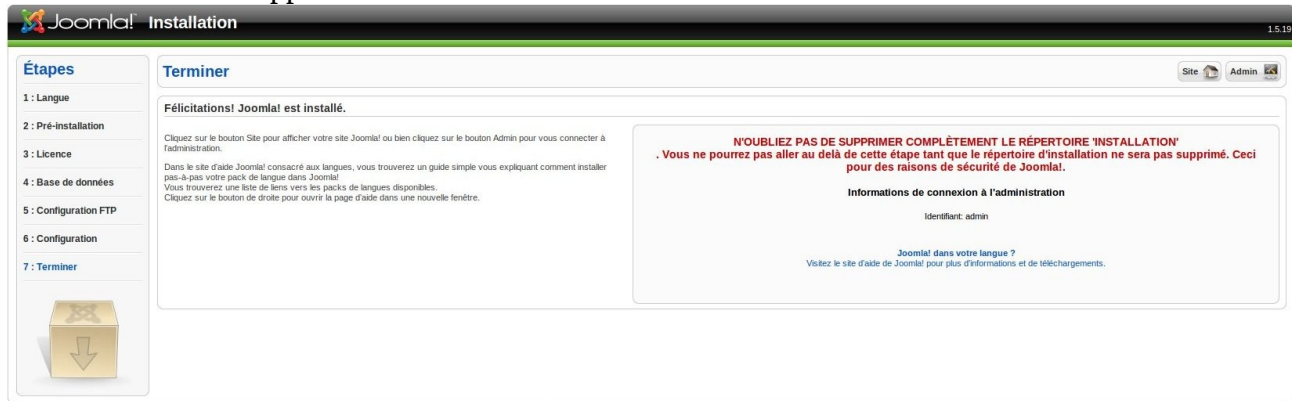 Joomla! Installation
1.5.19
Étapes
1 : Langue
2 : Pré-installation
3 : Licence
4 : Base de données
5 : Configuration FTP
6 : Configuration
7 : Terminer
Terminer
Site
Admin
Félicitations! Joomla! est installé.
Cliquez sur le bouton Site pour afficher votre site Joomla! ou bien cliquez sur le bouton Admin pour vous connecter à
l'administration.
Dans le site d'aide Joomla! consacré aux langues, vous trouverez un guide simple vous expliquant comment installer
pas-à-pas votre pack de langue dans Joomla!
Vous trouverez une liste de liens vers les packs de langues disponibles.
Cliquez sur le bouton de droite pour ouvrir la page d'aide dans une nouvelle fenêtre.
N'OUBLIEZ PAS DE SUPPRIMER COMPLÈTEMENT LE RÉPERTOIRE 'INSTALLATION'
. Vous ne pourrez pas aller au delà de cette étape tant que le répertoire d'installation ne sera pas supprimé. Ceci
pour des raisons de sécurité de Joomla!.
Informations de connexion à l'administration
Identifiant: admin
Joomla! dans votre langue ?
Visitez le site d'aide de Joomla! pour plus d'informations et de téléchargements.